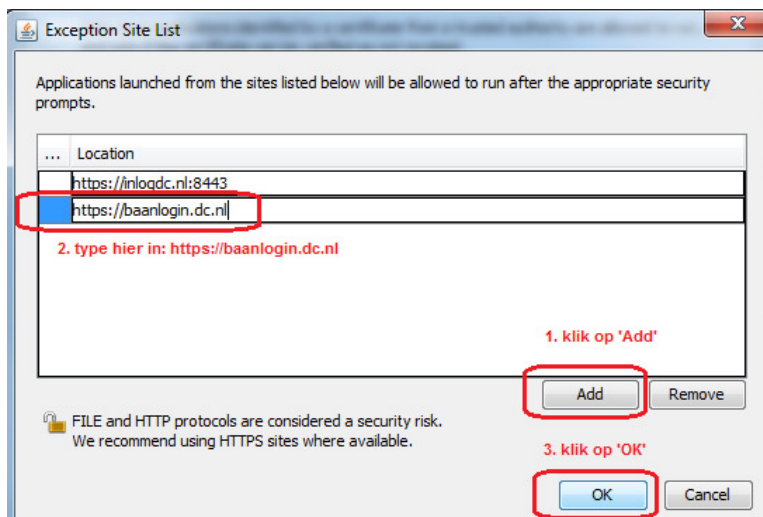 Exception Site List
Applications launched from the sites listed below will be allowed to run after the appropriate security
prompts.
... Location
https://inlogdc.nl:8443
https://baanlogin.dc.nl
2. type hier in: https://baanlogin.dc.nl
1. klik op 'Add'
Add Remove
FILE and HTTP protocols are considered a security risk.
We recommend using HTTPS sites where available.
3. klik op 'OK'
OK Cancel